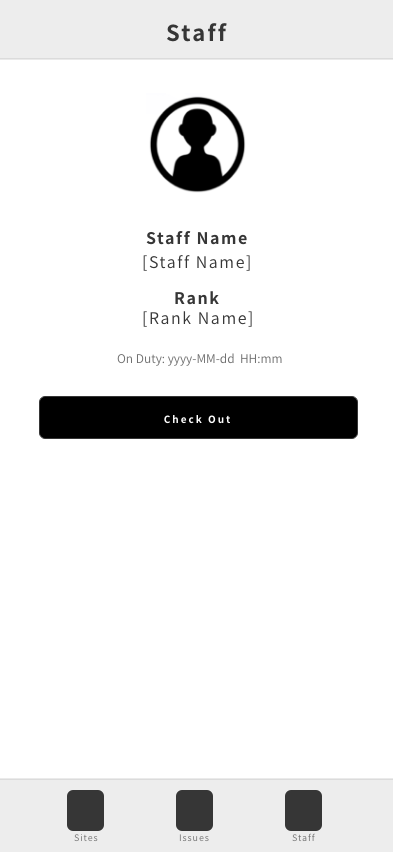 Staff
Staff Name
[Staff Name]
Rank
[Rank Name]
On Duty: yyyy-MM-dd  HH:mm
Check Out
Sites
Issues
Staff